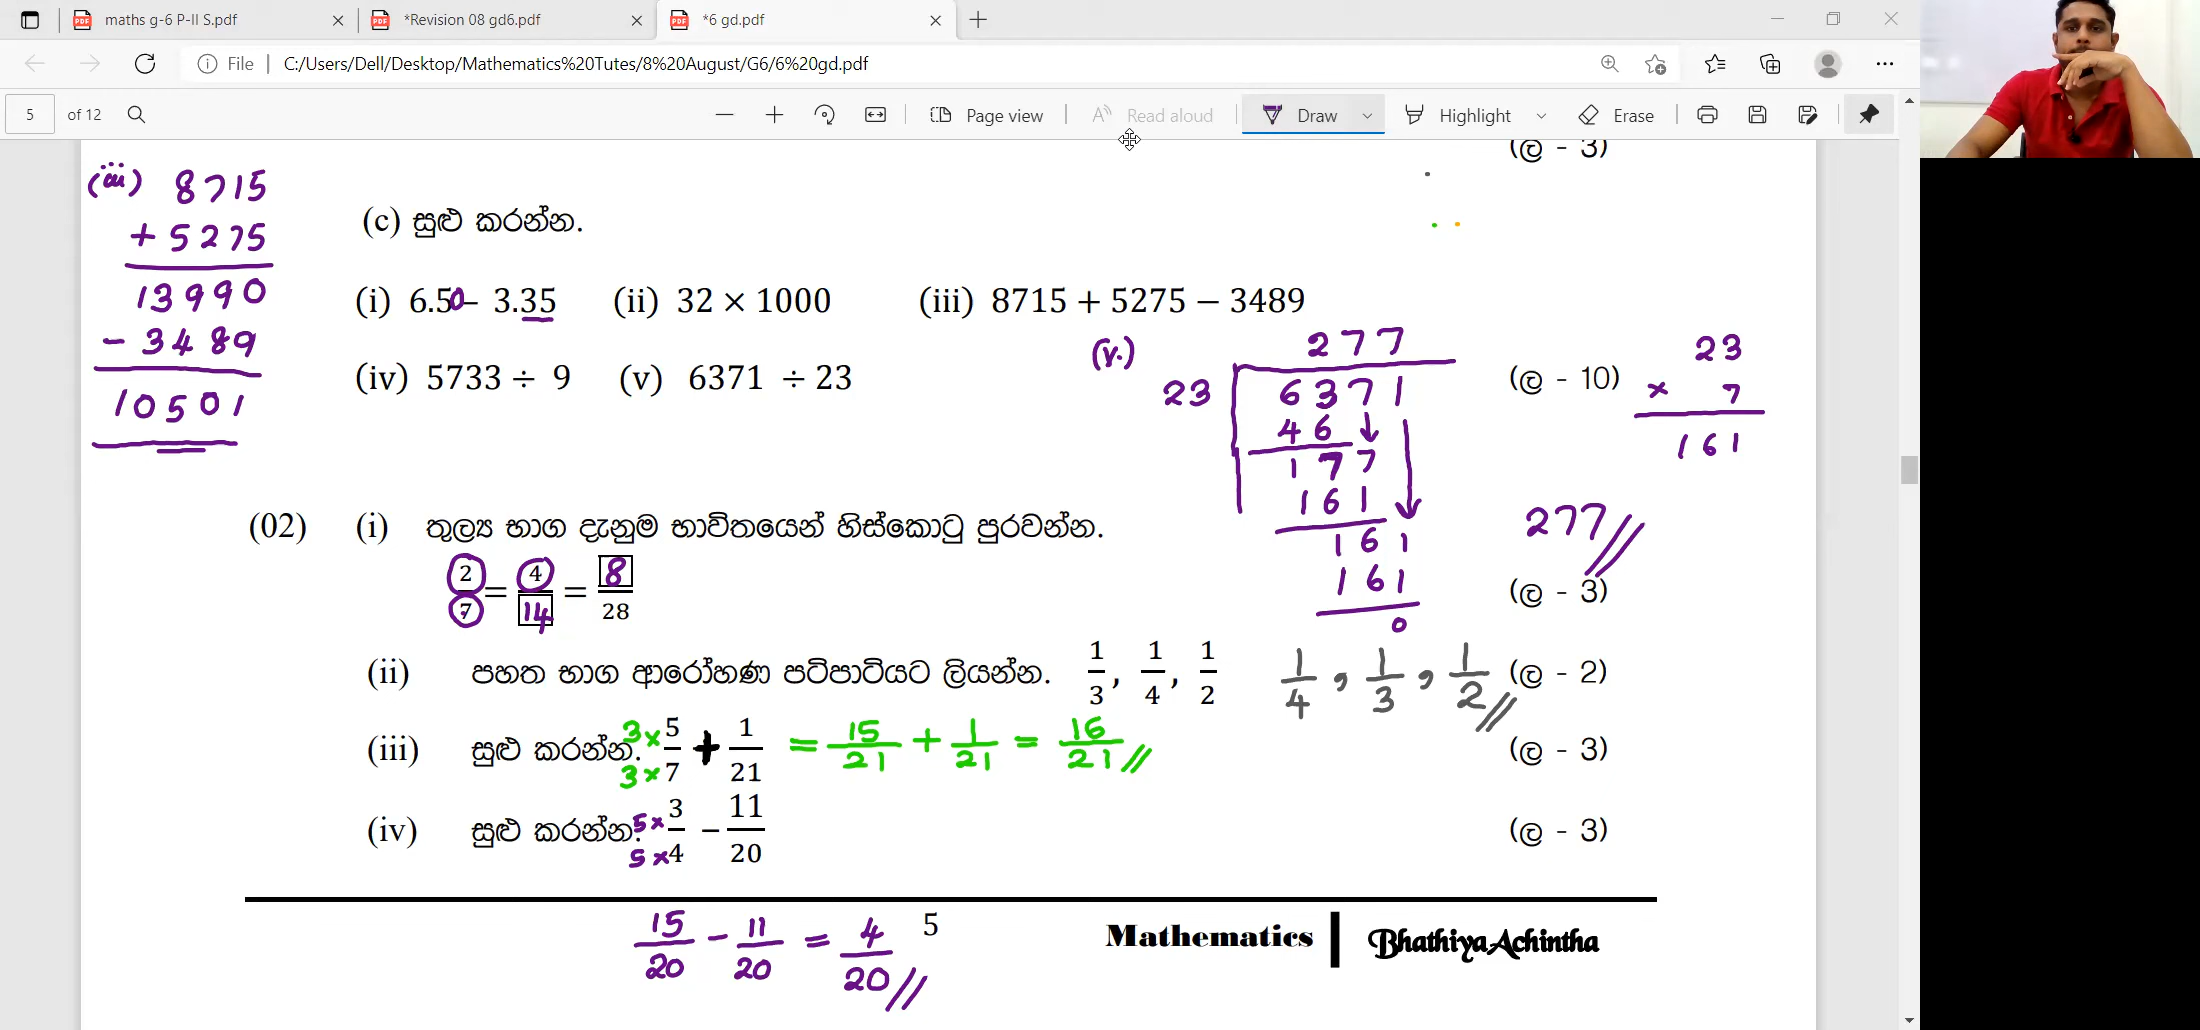 maths g-6 P-II S.pdf
*Revision 08 gd6.pdf
*6 gd.pdf
File
C:/Users/Dell/Desktop/Mathematics%20Tutes/8%20August/G6/6%20gd.pdf
5 of 12
Page view
Read aloud
Draw
Highlight
Erase
(ල - 3)
(iii) 8715
+ 5275
13990
- 3489
10501
(c) සුළු කරන්න.
(i) 6.50 - 3.35 (ii) 32 × 1000 (iii) 8715 + 5275 − 3489
(iv) 5733 ÷ 9 (v) 6371 ÷ 23
(ල - 10)
(v.) 277
23 6371
46
177
161
161
161
0
23
× 7
161
277//
(02) (i) තුල්‍ය භාග දැනුම භාවිතයෙන් හිස්කොටු පුරවන්න.
2/7 = 4/14 = 8/28 (ල - 3)
(ii) පහත භාග ආරෝහණ පටිපාටියට ලියන්න. 1/3, 1/4, 1/2 1/4, 1/3, 1/2 // (ල - 2)
(iii) සුළු කරන්න. 3× 5/3× 7 + 1/21 = 15/21 + 1/21 = 16/21 // (ල - 3)
(iv) සුළු කරන්න. 5× 3/5× 4 − 11/20 (ල - 3)
15/20 - 11/20 = 4/20 //
5
Mathematics | Bhathiya Achintha